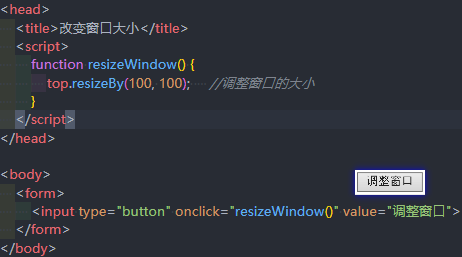 <head>
  <title>改变窗口大小</title>
  <script>
    function resizeWindow() {
      top.resizeBy(100, 100);   //调整窗口的大小
    }
  </script>
</head>

<body>
调整窗口
  <form>
    <input type="button" onclick="resizeWindow()" value="调整窗口">
  </form>
</body>